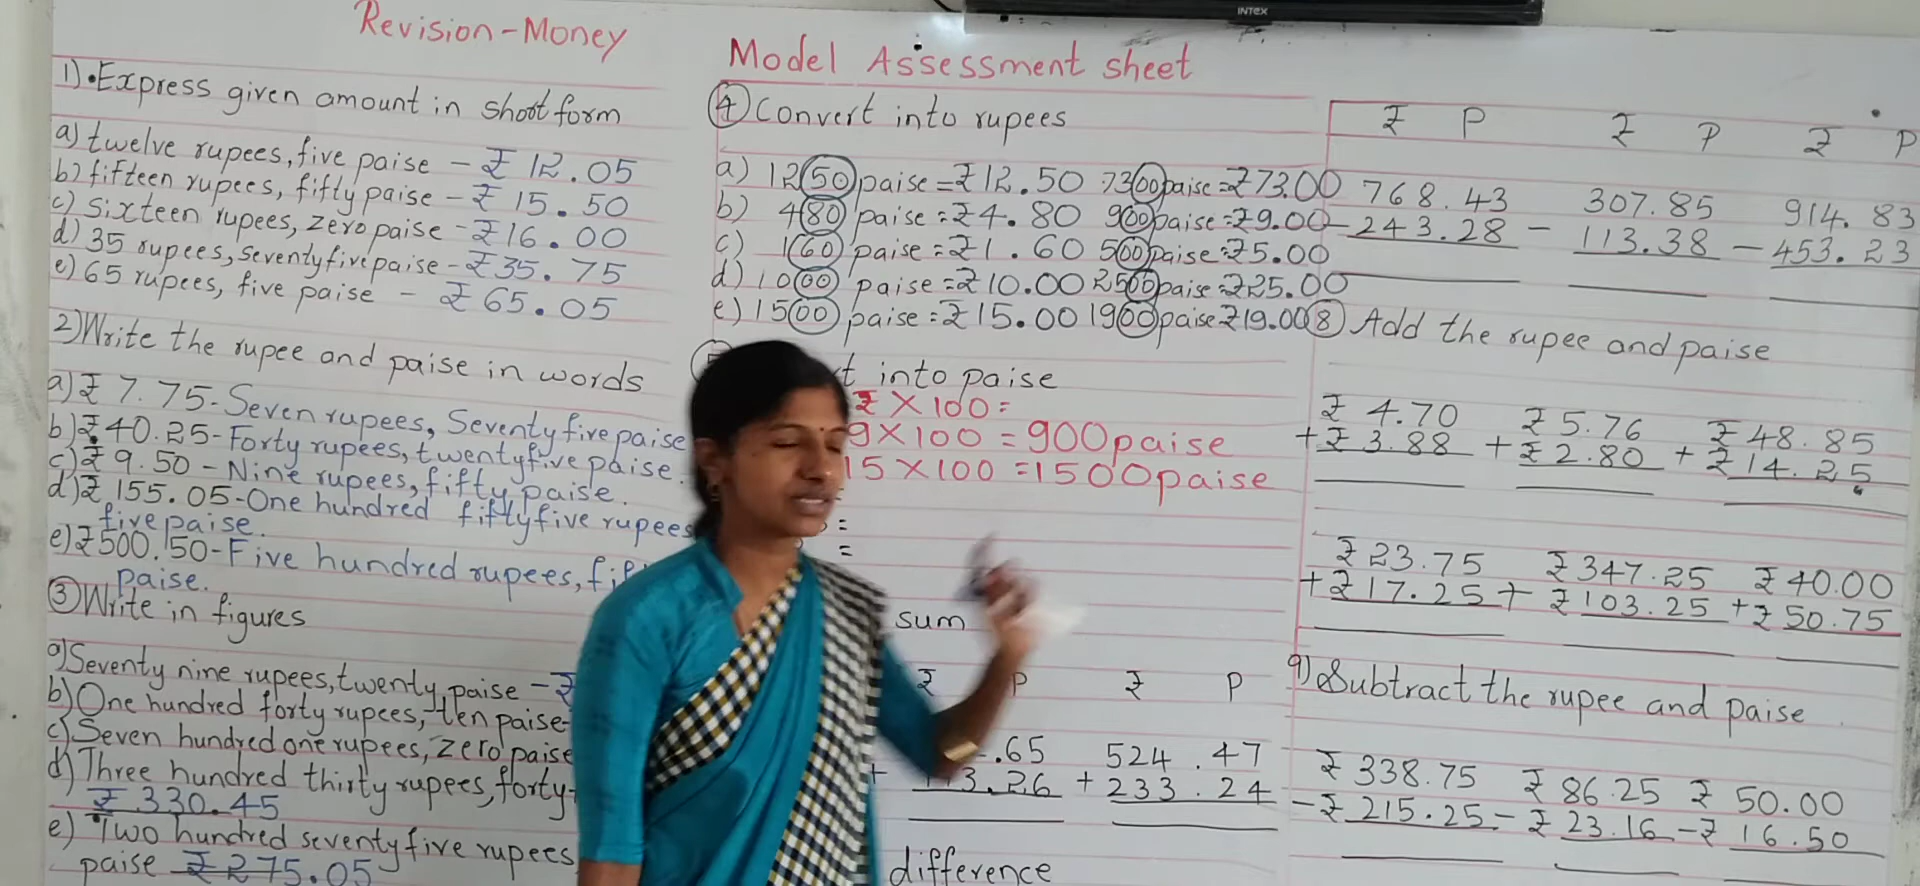 INTEX
Revision-Money
Model Assessment sheet
1) Express given amount in short form
a) twelve rupees, five paise - ₹ 12.05
b) fifteen rupees, fifty paise - ₹ 15.50
c) Sixteen rupees, zero paise - ₹16.00
d) 35 rupees, seventyfive paise - ₹35.75
e) 65 rupees, five paise - ₹ 65.05
2) Write the rupee and paise in words
a) ₹ 7.75 - Seven rupees, Seventyfive paise
b) ₹40.25 - Forty rupees, twentyfive paise.
c) ₹ 9.50 - Nine rupees, fifty paise.
d) ₹ 155.05 - One hundred fiftyfive rupees
five paise.
e) ₹500.50 - Five hundred rupees,
paise.
③ Write in figures
a) Seventy nine rupees, twenty paise - ₹
b) One hundred forty rupees, ten paise-
c) Seven hundred one rupees, zero paise
d) Three hundred thirty rupees, forty-
₹ 330.45
e) Two hundred seventyfive rupees
paise ₹ 275.05
④ Convert into rupees
a) 1250 paise = ₹12.50 7300 paise = ₹73.00
b) 480 paise = ₹4.80 900 paise = ₹9.00
c) 160 paise = ₹1.60 500 paise = ₹5.00
d) 1000 paise = ₹10.00 2500 paise = ₹25.00
e) 1500 paise = ₹15.00 1900 paise ₹19.00
into paise
₹ X 100 =
9 X 100 = 900 paise
15 X 100 = 1500 paise
=
=
sum
₹ P ₹ P
.65 524.47
+ 3.26 + 233.24
difference
₹ P ₹ P ₹ P
768.43 307.85 914.83
- 243.28 - 113.38 - 453.23
⑧ Add the rupee and paise
₹ 4.70 ₹ 5.76 ₹ 48.85
+ ₹ 3.88 + ₹ 2.80 + ₹ 14.25
₹ 23.75 ₹ 347.25 ₹ 40.00
+ ₹ 17.25 + ₹ 103.25 + ₹ 50.75
9) Subtract the rupee and paise
₹ 338.75 ₹ 86.25 ₹ 50.00
- ₹ 215.25 - ₹ 23.16 - ₹ 16.50